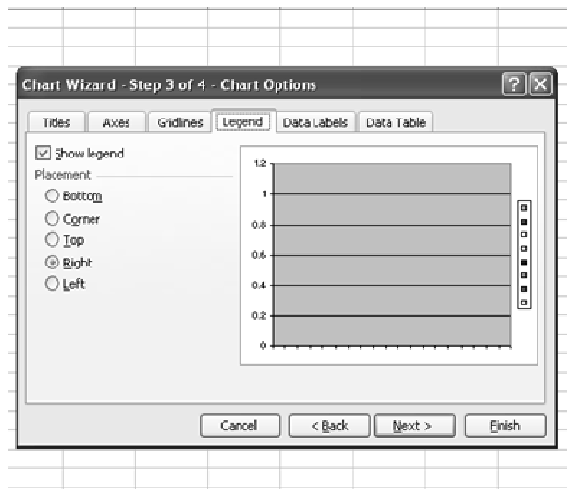 Chart Wizard - Step 3 of 4 - Chart Options
Titles Axes Gridlines Legend Data Labels Data Table
Show legend
Placement
Bottom
Corner
Top
Right
Left
1.2
1
0.8
0.6
0.4
0.2
0
Cancel < Back Next > Finish